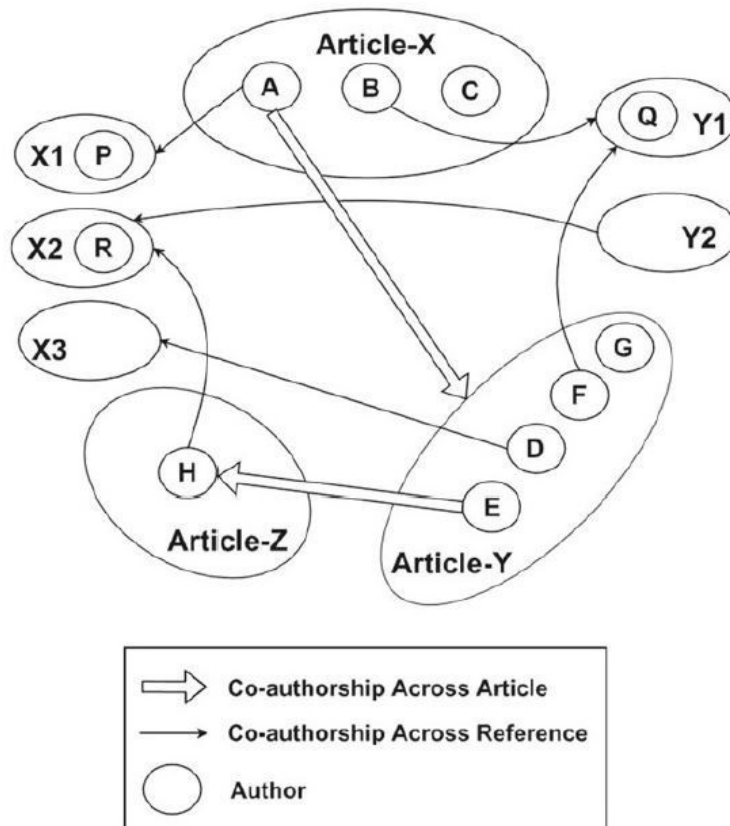 Article-X
A
B
C
X1
P
Q
Y1
X2
R
Y2
X3
G
F
D
H
E
Article-Z
Article-Y
Co-authorship Across Article
Co-authorship Across Reference
Author